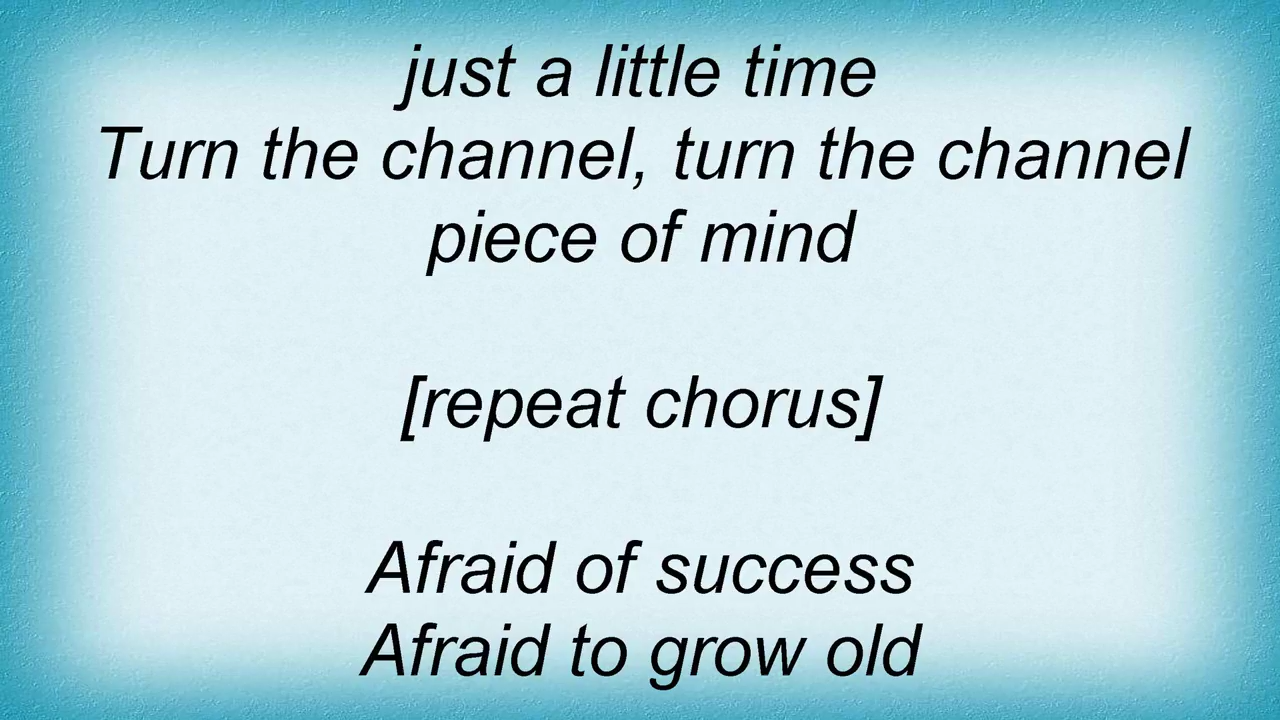 just a little time
Turn the channel, turn the channel
piece of mind
[repeat chorus]
Afraid of success
Afraid to grow old